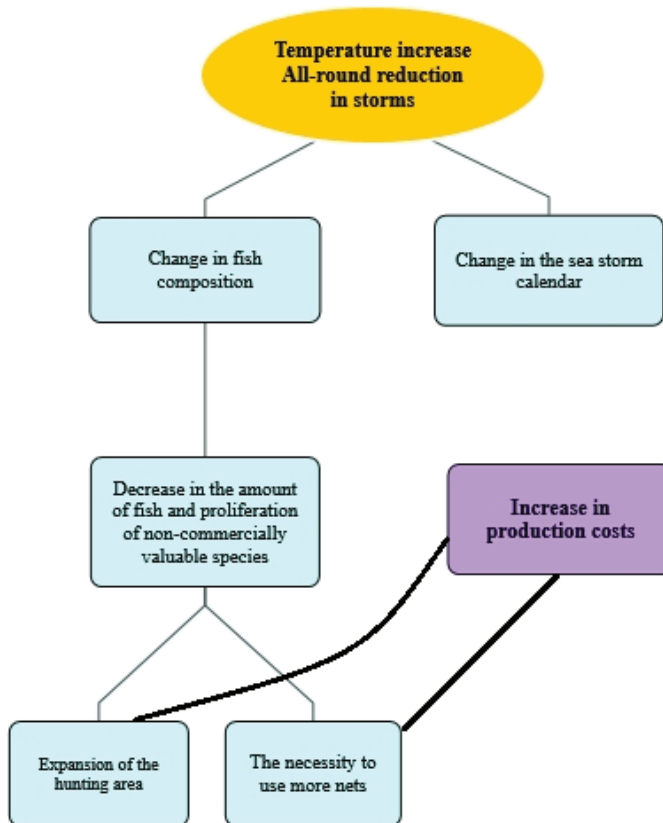 Temperature increase
All-round reduction
in storms
Change in fish
composition
Change in the sea storm
calendar
Decrease in the amount
of fish and proliferation
of non-commercially
valuable species
Increase in
production costs
Expansion of the
hunting area
The necessity to
use more nets